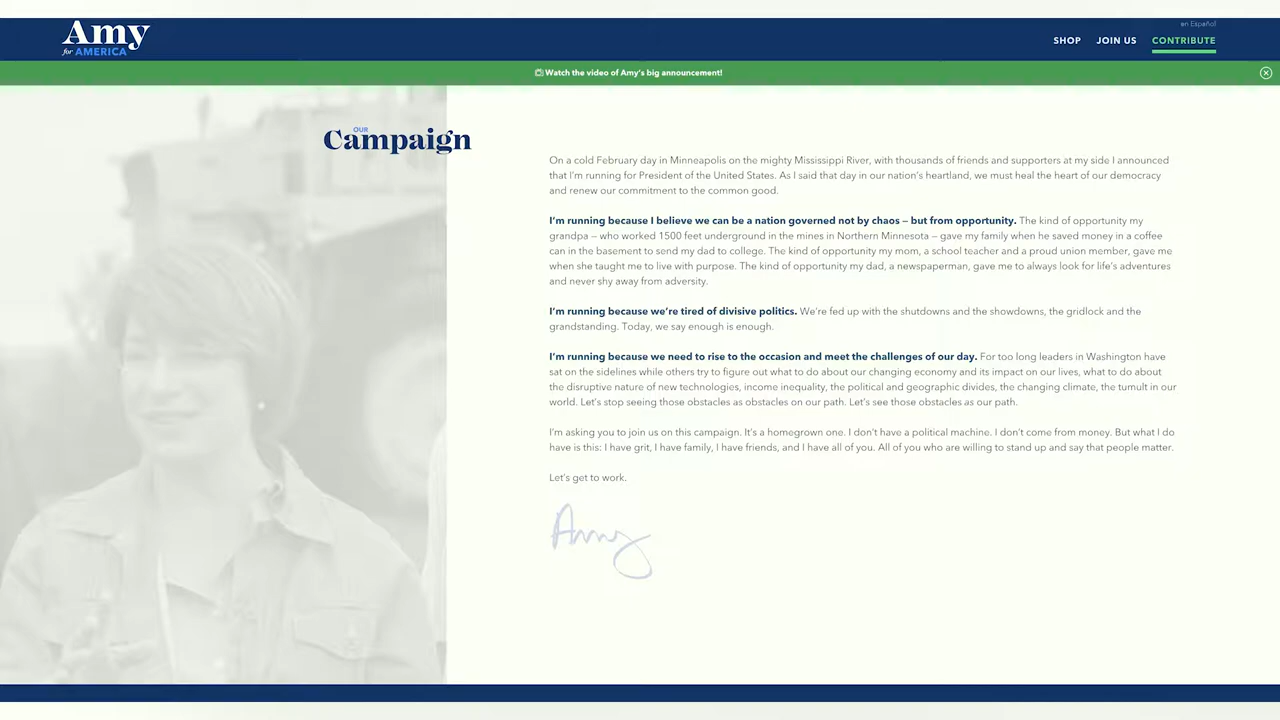 Amy
for AMERICA
en Español
SHOP JOIN US CONTRIBUTE
Watch the video of Amy's big announcement!
OUR
Campaign
On a cold February day in Minneapolis on the mighty Mississippi River, with thousands of friends and supporters at my side I announced
that I'm running for President of the United States. As I said that day in our nation's heartland, we must heal the heart of our democracy
and renew our commitment to the common good.
I'm running because I believe we can be a nation governed not by chaos – but from opportunity. The kind of opportunity my
grandpa – who worked 1500 feet underground in the mines in Northern Minnesota – gave my family when he saved money in a coffee
can in the basement to send my dad to college. The kind of opportunity my mom, a school teacher and a proud union member, gave me
when she taught me to live with purpose. The kind of opportunity my dad, a newspaperman, gave me to always look for life's adventures
and never shy away from adversity.
I'm running because we're tired of divisive politics. We're fed up with the shutdowns and the showdowns, the gridlock and the
grandstanding. Today, we say enough is enough.
I'm running because we need to rise to the occasion and meet the challenges of our day. For too long leaders in Washington have
sat on the sidelines while others try to figure out what to do about our changing economy and its impact on our lives, what to do about
the disruptive nature of new technologies, income inequality, the political and geographic divides, the changing climate, the tumult in our
world. Let's stop seeing those obstacles as obstacles on our path. Let's see those obstacles as our path.
I'm asking you to join us on this campaign. It's a homegrown one. I don't have a political machine. I don't come from money. But what I do
have is this: I have grit, I have family, I have friends, and I have all of you. All of you who are willing to stand up and say that people matter.
Let's get to work.
Amy